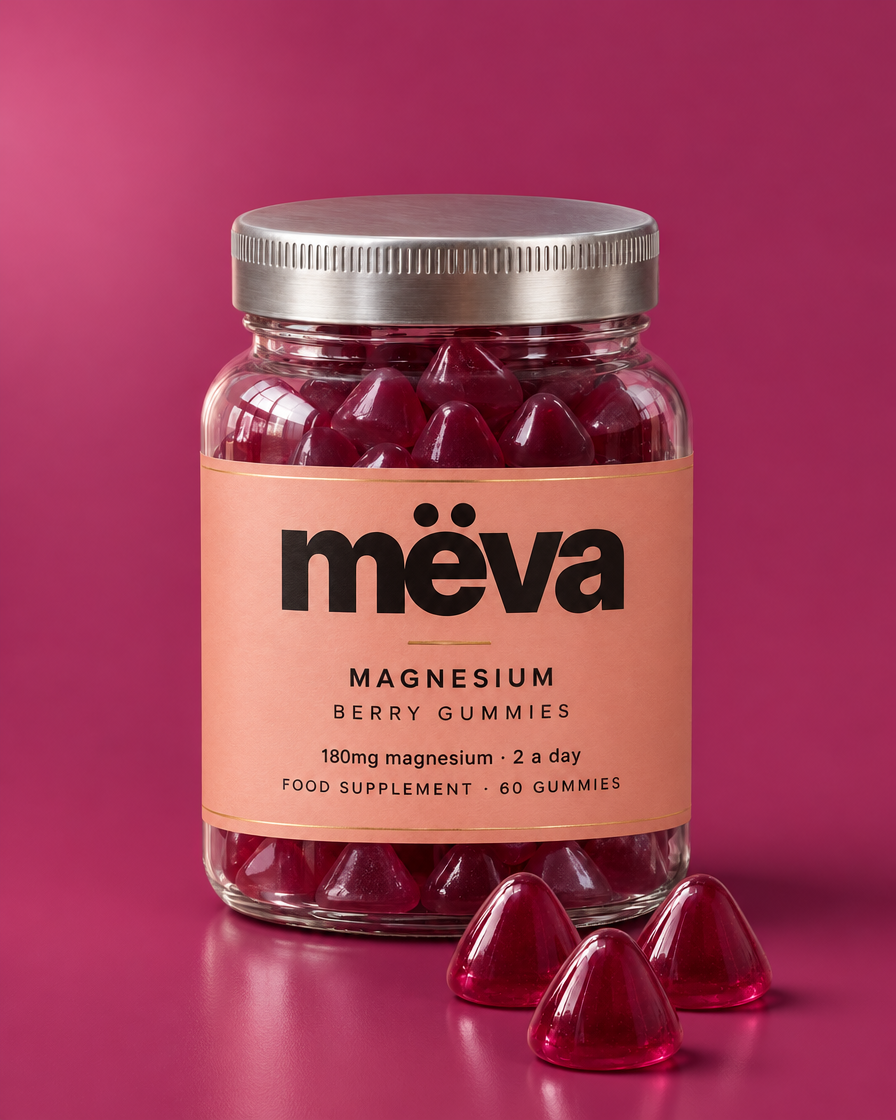 mëva
MAGNESIUM
BERRY GUMMIES
180mg magnesium · 2 a day
FOOD SUPPLEMENT · 60 GUMMIES